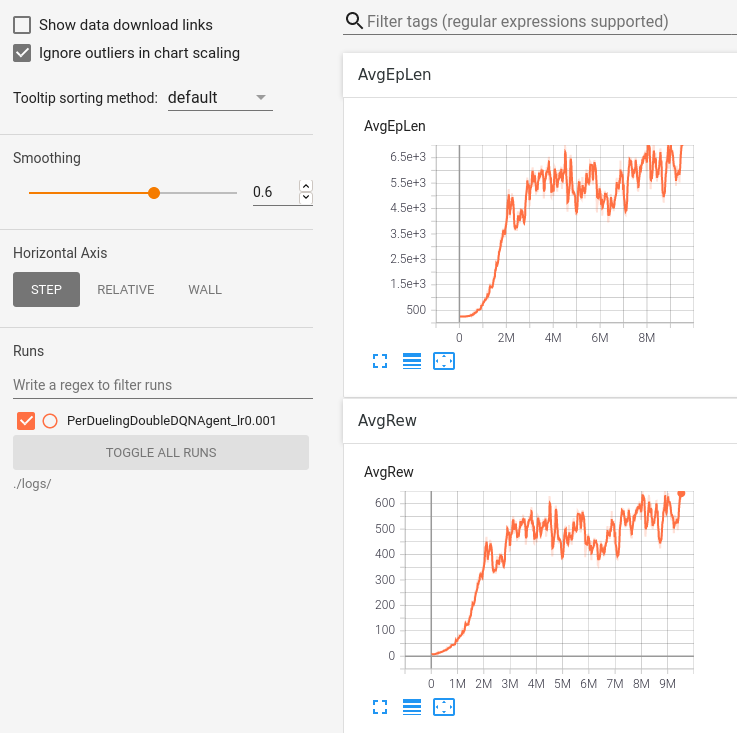 Show data download links
Ignore outliers in chart scaling
Tooltip sorting method: default
Smoothing
0.6
Horizontal Axis
STEP RELATIVE WALL
Runs
Write a regex to filter runs
PerDuelingDoubleDQNAgent_lr0.001
TOGGLE ALL RUNS
./logs/
Filter tags (regular expressions supported)
AvgEpLen
AvgEpLen
6.5e+3
5.5e+3
4.5e+3
3.5e+3
2.5e+3
1.5e+3
500
0 2M 4M 6M 8M
AvgRew
AvgRew
600
500
400
300
200
100
0
0 1M 2M 3M 4M 5M 6M 7M 8M 9M